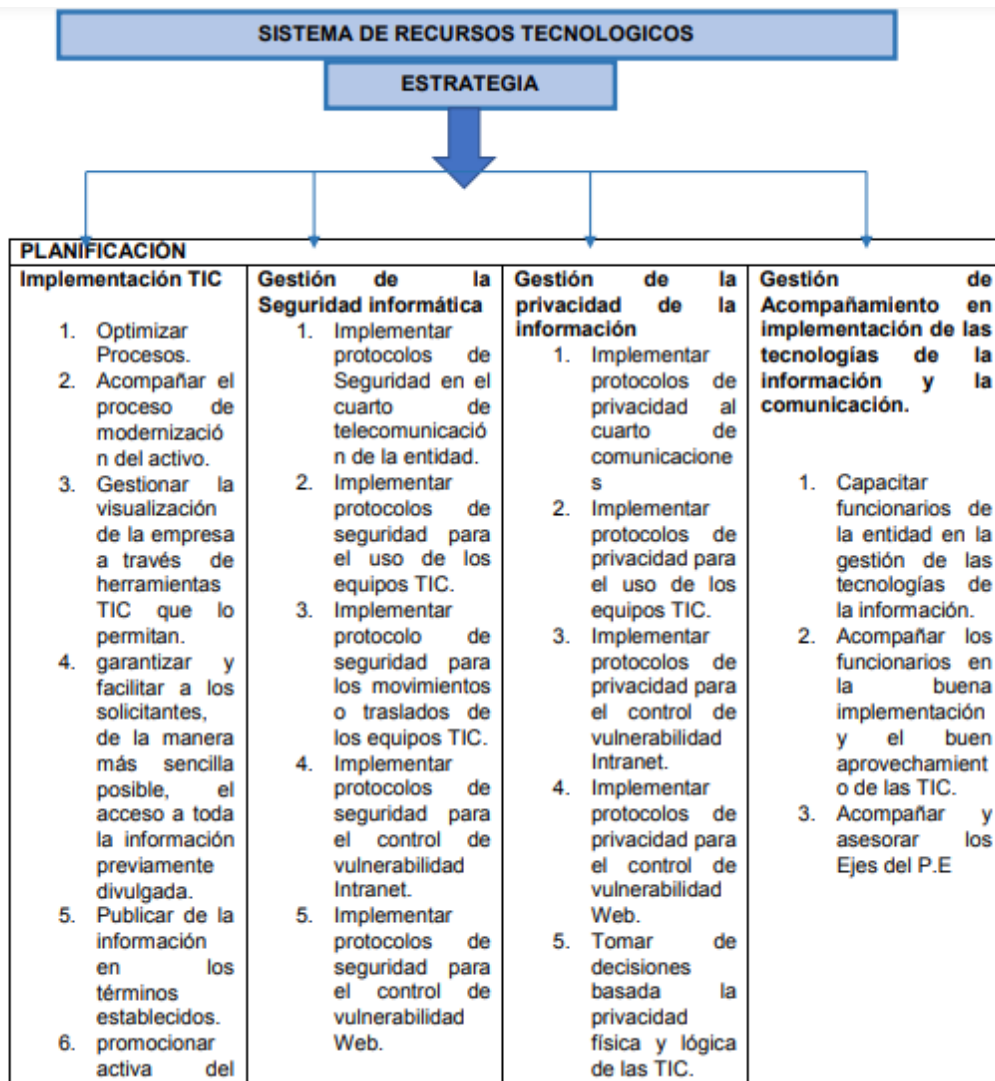 SISTEMA DE RECURSOS TECNOLOGICOS
ESTRATEGIA
PLANIFICACIÓN
Implementación TIC
1. Optimizar
Procesos.
2. Acompañar el
proceso de
modernizació
n del activo.
3. Gestionar la
visualización
de la empresa
a través de
herramientas
TIC que lo
permitan.
4. garantizar y
facilitar a los
solicitantes,
de la manera
más sencilla
posible, el
acceso a toda
la información
previamente
divulgada.
5. Publicar de la
información
en los
términos
establecidos.
6. promocionar
activa del
Gestión de la
Seguridad informática
1. Implementar
protocolos de
Seguridad en el
cuarto de
telecomunicació
n de la entidad.
2. Implementar
protocolos de
seguridad para
el uso de los
equipos TIC.
3. Implementar
protocolo de
seguridad para
los movimientos
o traslados de
los equipos TIC.
4. Implementar
protocolos de
seguridad para
el control de
vulnerabilidad
Intranet.
5. Implementar
protocolos de
seguridad para
el control de
vulnerabilidad
Web.
Gestión de la
privacidad de la
información
1. Implementar
protocolos de
privacidad al
cuarto de
comunicacione
s
2. Implementar
protocolos de
privacidad para
el uso de los
equipos TIC.
3. Implementar
protocolos de
privacidad para
el control de
vulnerabilidad
Intranet.
4. Implementar
protocolos de
privacidad para
el control de
vulnerabilidad
Web.
5. Tomar de
decisiones
basada la
privacidad
física y lógica
de las TIC.
Gestión de
Acompañamiento en
implementación de las
tecnologías de la
información y la
comunicación.
1. Capacitar
funcionarios de
la entidad en la
gestión de las
tecnologías de
la información.
2. Acompañar los
funcionarios en
la buena
implementación
y el buen
aprovechamient
o de las TIC.
3. Acompañar y
asesorar los
Ejes del P.E